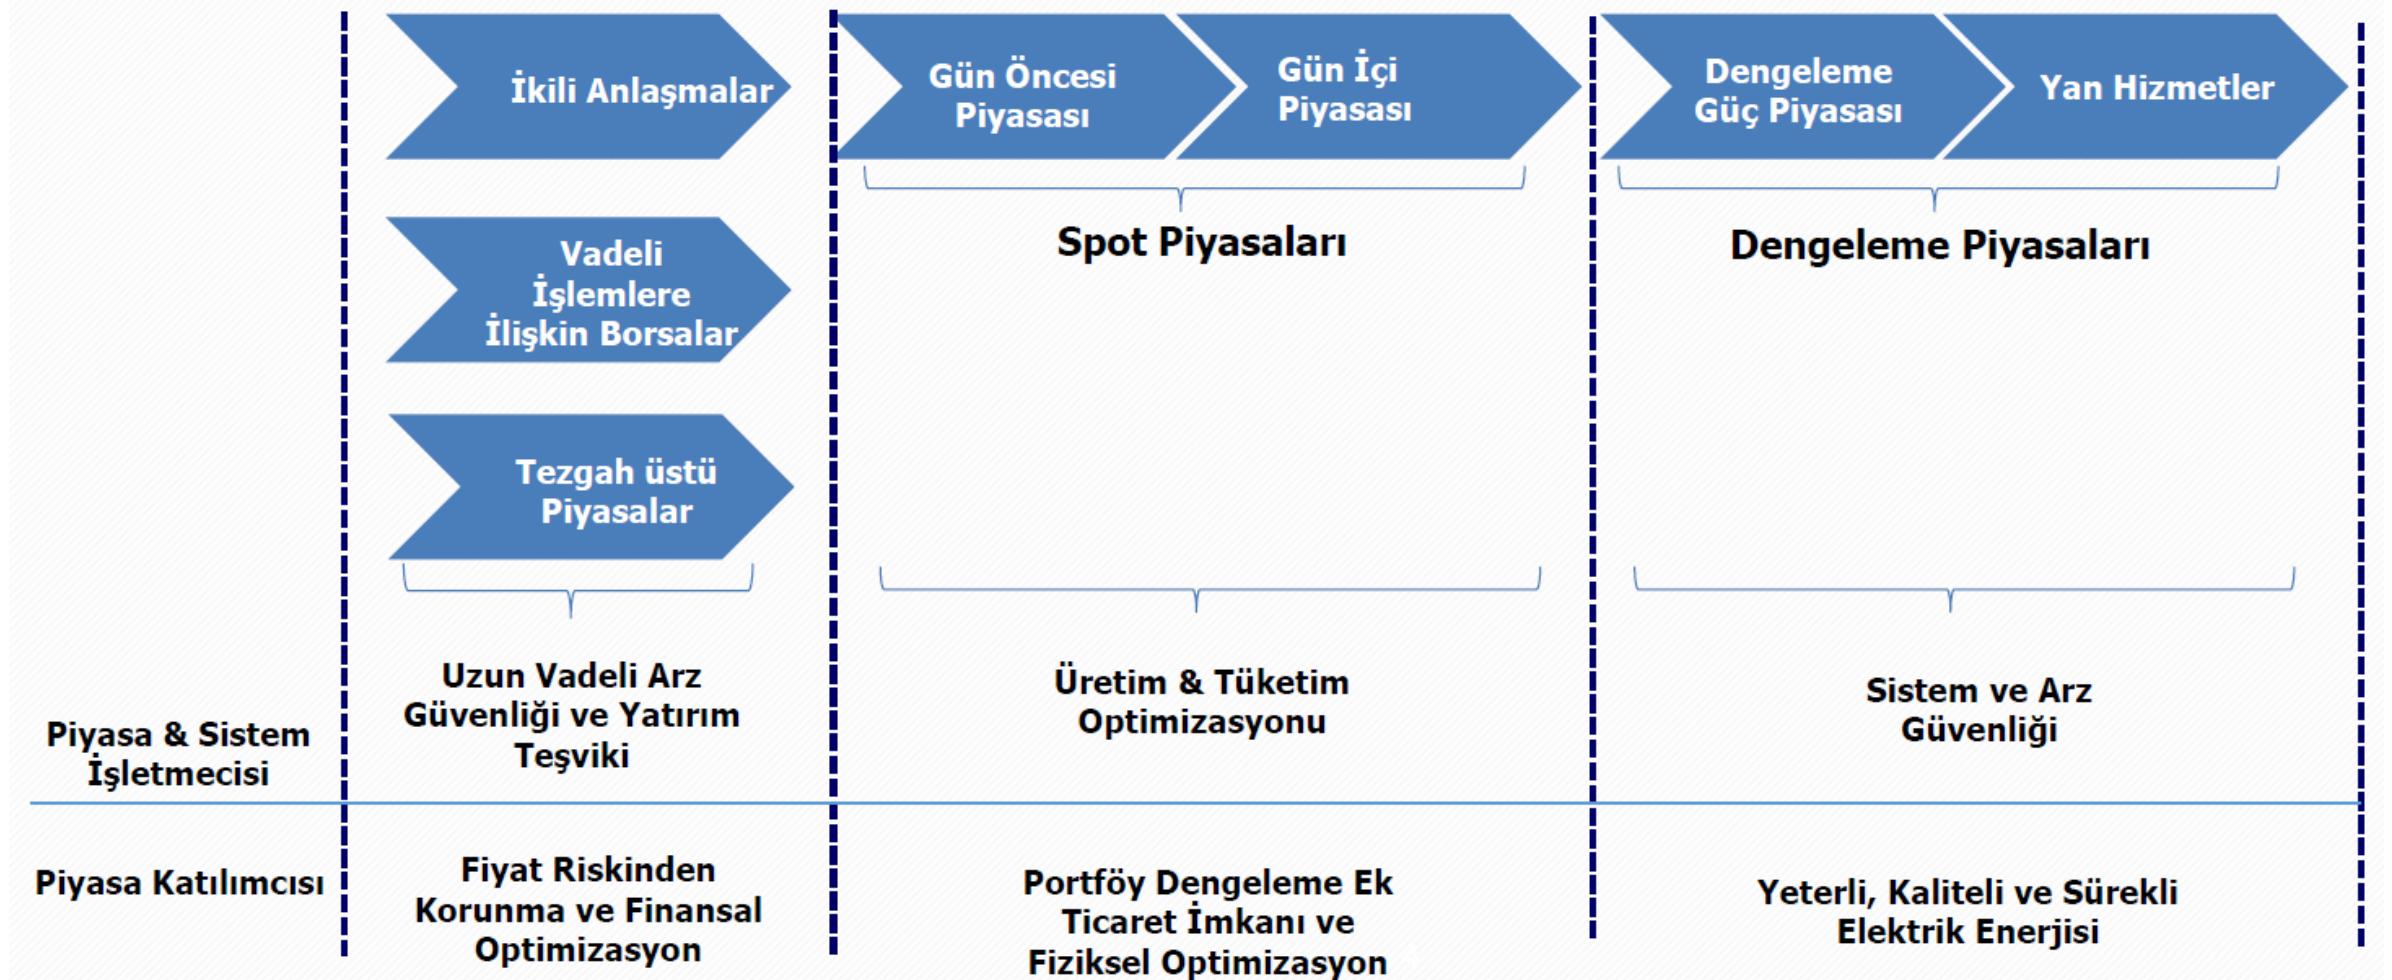 İkili Anlaşmalar
Gün Öncesi
Piyasası
Gün İçi
Piyasası
Dengeleme
Güç Piyasası
Yan Hizmetler
Spot Piyasaları
Dengeleme Piyasaları
Vadeli
İşlemlere
İlişkin Borsalar
Tezgah üstü
Piyasalar
Piyasa & Sistem
İşletmecisi
Uzun Vadeli Arz
Güvenliği ve Yatırım
Teşviki
Üretim & Tüketim
Optimizasyonu
Sistem ve Arz
Güvenliği
Piyasa Katılımcısı
Fiyat Riskinden
Korunma ve Finansal
Optimizasyon
Portföy Dengeleme Ek
Ticaret İmkanı ve
Fiziksel Optimizasyon
Yeterli, Kaliteli ve Sürekli
Elektrik Enerjisi